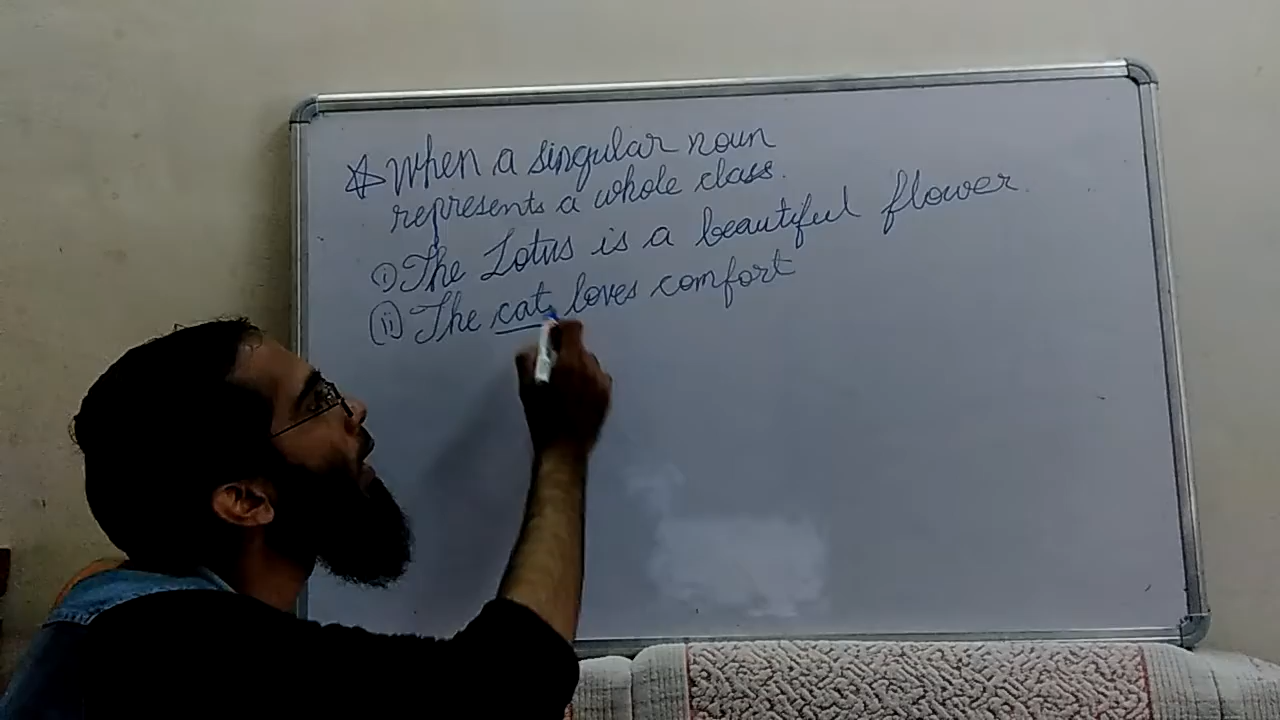 ☆ When a singular noun
represents a whole class.
(i) The Lotus is a beautiful flower.
(ii) The cat loves comfort